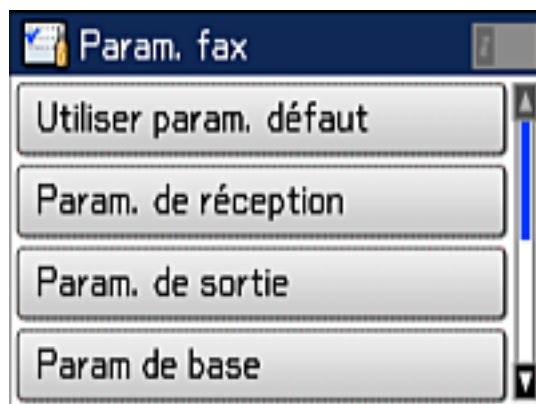 Param. fax
Utiliser param. défaut
Param. de réception
Param. de sortie
Param de base